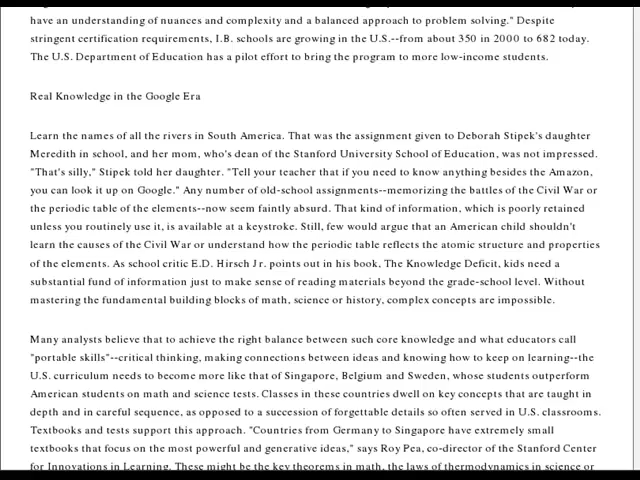 have an understanding of nuances and complexity and a balanced approach to problem solving." Despite
stringent certification requirements, I.B. schools are growing in the U.S.--from about 350 in 2000 to 682 today.
The U.S. Department of Education has a pilot effort to bring the program to more low-income students.
Real Knowledge in the Google Era
Learn the names of all the rivers in South America. That was the assignment given to Deborah Stipek's daughter
Meredith in school, and her mom, who's dean of the Stanford University School of Education, was not impressed.
"That's silly," Stipek told her daughter. "Tell your teacher that if you need to know anything besides the Amazon,
you can look it up on Google." Any number of old-school assignments--memorizing the battles of the Civil War or
the periodic table of the elements--now seem faintly absurd. That kind of information, which is poorly retained
unless you routinely use it, is available at a keystroke. Still, few would argue that an American child shouldn't
learn the causes of the Civil War or understand how the periodic table reflects the atomic structure and properties
of the elements. As school critic E.D. Hirsch Jr. points out in his book, The Knowledge Deficit, kids need a
substantial fund of information just to make sense of reading materials beyond the grade-school level. Without
mastering the fundamental building blocks of math, science or history, complex concepts are impossible.
Many analysts believe that to achieve the right balance between such core knowledge and what educators call
"portable skills"--critical thinking, making connections between ideas and knowing how to keep on learning--the
U.S. curriculum needs to become more like that of Singapore, Belgium and Sweden, whose students outperform
American students on math and science tests. Classes in these countries dwell on key concepts that are taught in
depth and in careful sequence, as opposed to a succession of forgettable details so often served in U.S. classrooms.
Textbooks and tests support this approach. "Countries from Germany to Singapore have extremely small
textbooks that focus on the most powerful and generative ideas," says Roy Pea, co-director of the Stanford Center
for Innovations in Learning. These might be the key theorems in math, the laws of thermodynamics in science or